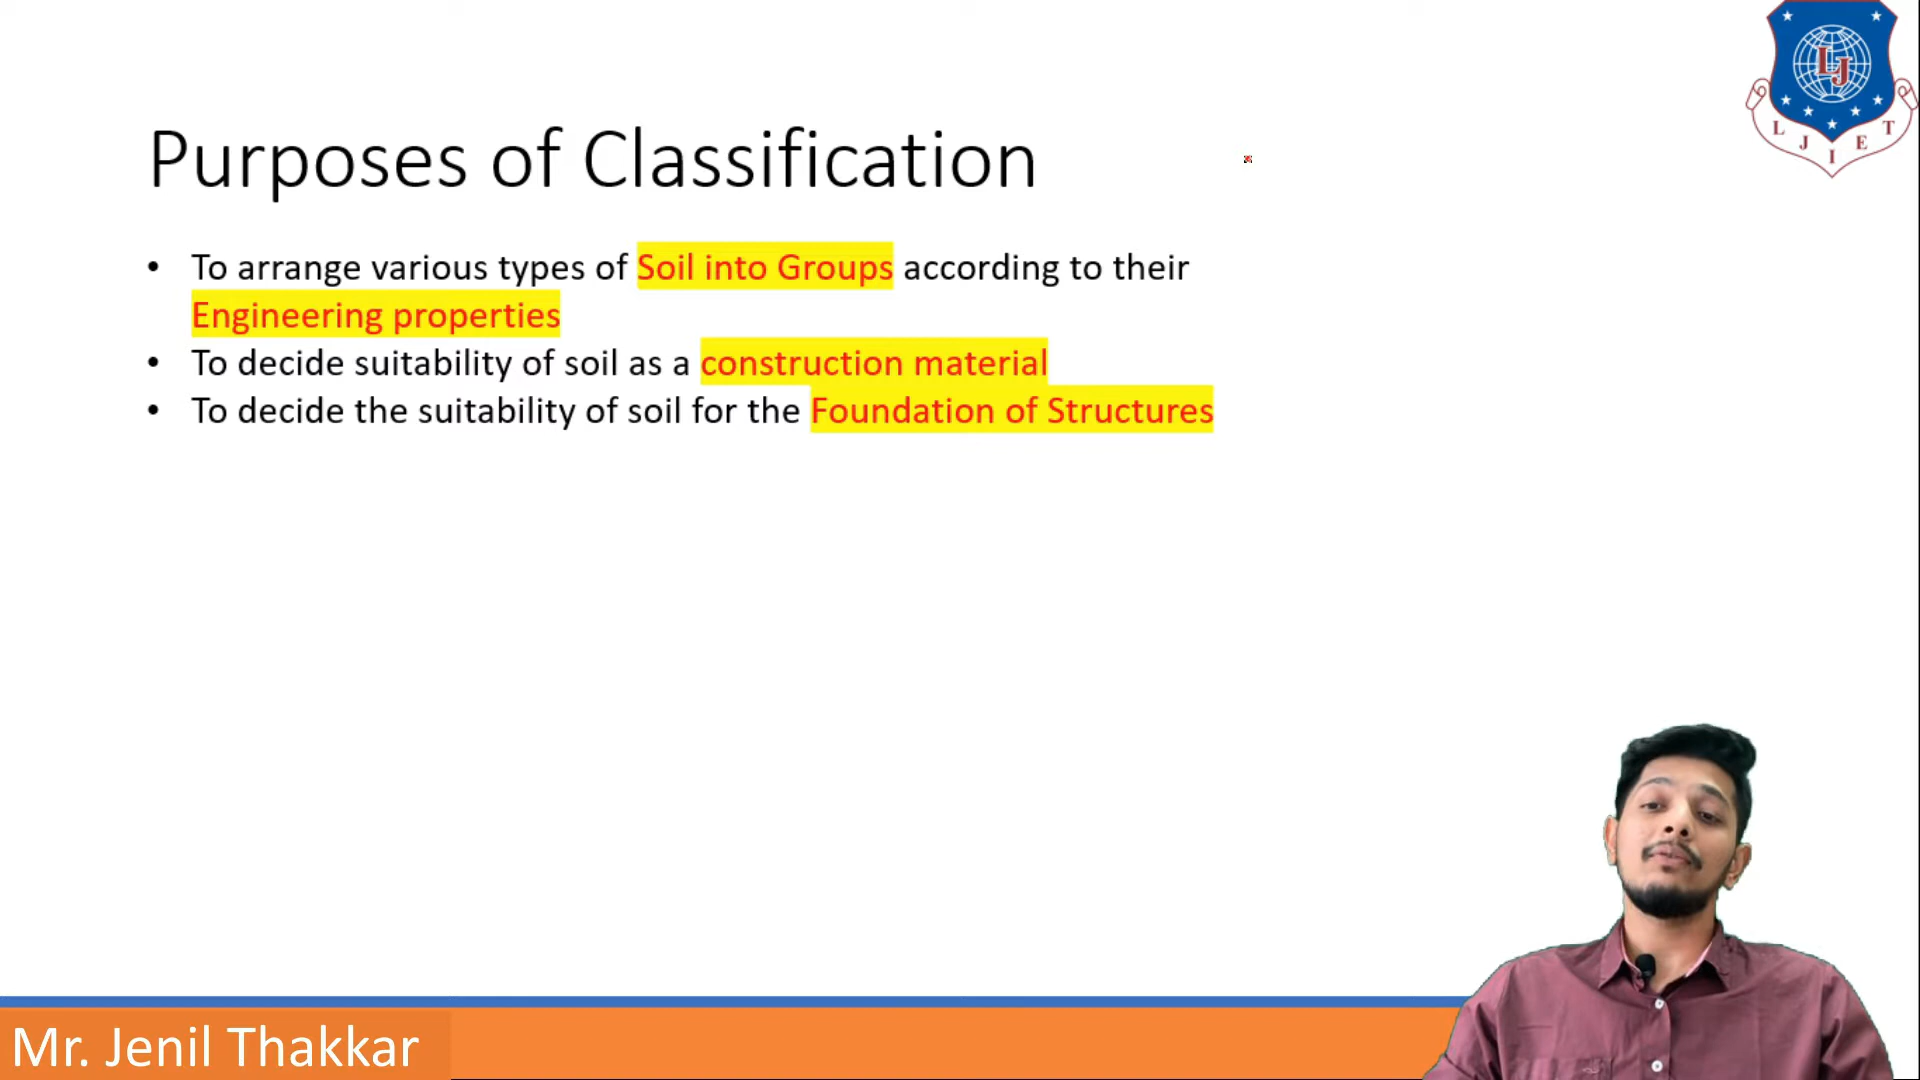 Purposes of Classification
• To arrange various types of Soil into Groups according to their
Engineering properties
• To decide suitability of soil as a construction material
• To decide the suitability of soil for the Foundation of Structures
LJ
L J I E T
Mr. Jenil Thakkar